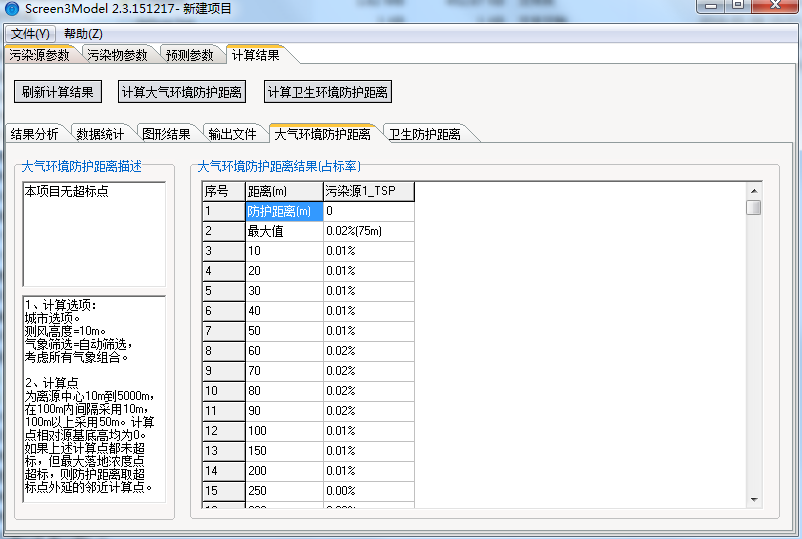 Screen3Model 2.3.151217- 新建项目
文件(Y) 帮助(Z)
污染源参数 污染物参数 预测参数 计算结果
刷新计算结果 计算大气环境防护距离 计算卫生环境防护距离
结果分析 数据统计 图形结果 输出文件 大气环境防护距离 卫生防护距离
大气环境防护距离描述
本项目无超标点
1、计算选项：
城市选项。
测风高度=10m。
气象筛选=自动筛选，
考虑所有气象组合。
2、计算点
为离源中心10m到5000m，
在100m内间隔采用10m，
100m以上采用50m。计算
点相对源基底高均为0。
如果上述计算点都未超
标，但最大落地浓度点
超标，则防护距离取超
标点外延的邻近计算点。
大气环境防护距离结果(占标率)
序号 距离(m) 污染源1_TSP
1 防护距离(m) 0
2 最大值 0.02%(75m)
3 10 0.01%
4 20 0.01%
5 30 0.01%
6 40 0.01%
7 50 0.01%
8 60 0.02%
9 70 0.02%
10 80 0.02%
11 90 0.02%
12 100 0.01%
13 150 0.01%
14 200 0.01%
15 250 0.00%